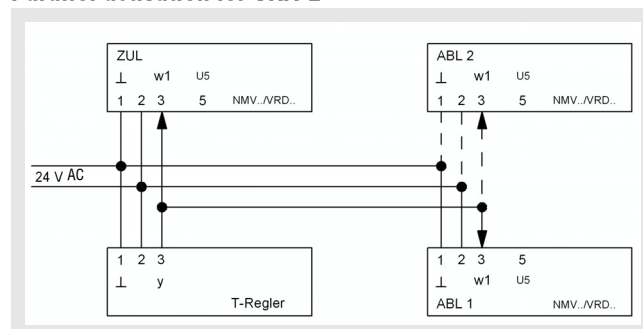 ZUL
⊥ w1 U5
1 2 3 5 NMV../VRD..
ABL 2
⊥ w1 U5
1 2 3 5 NMV../VRD..
24 V AC
1 2 3
⊥ y
T-Regler
1 2 3 5
⊥ w1 U5
ABL 1 NMV../VRD..